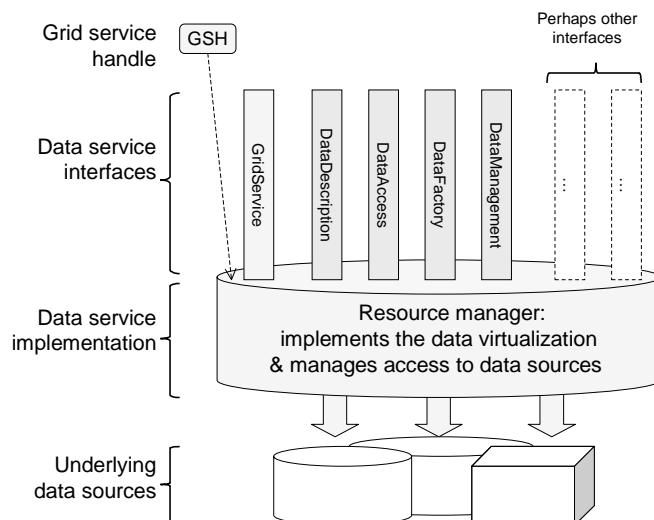 Grid service
handle
GSH
Perhaps other
interfaces
Data service
interfaces
GridService
DataDescription
DataAccess
DataFactory
DataManagement
...
...
Data service
implementation
Resource manager:
implements the data virtualization
& manages access to data sources
Underlying
data sources